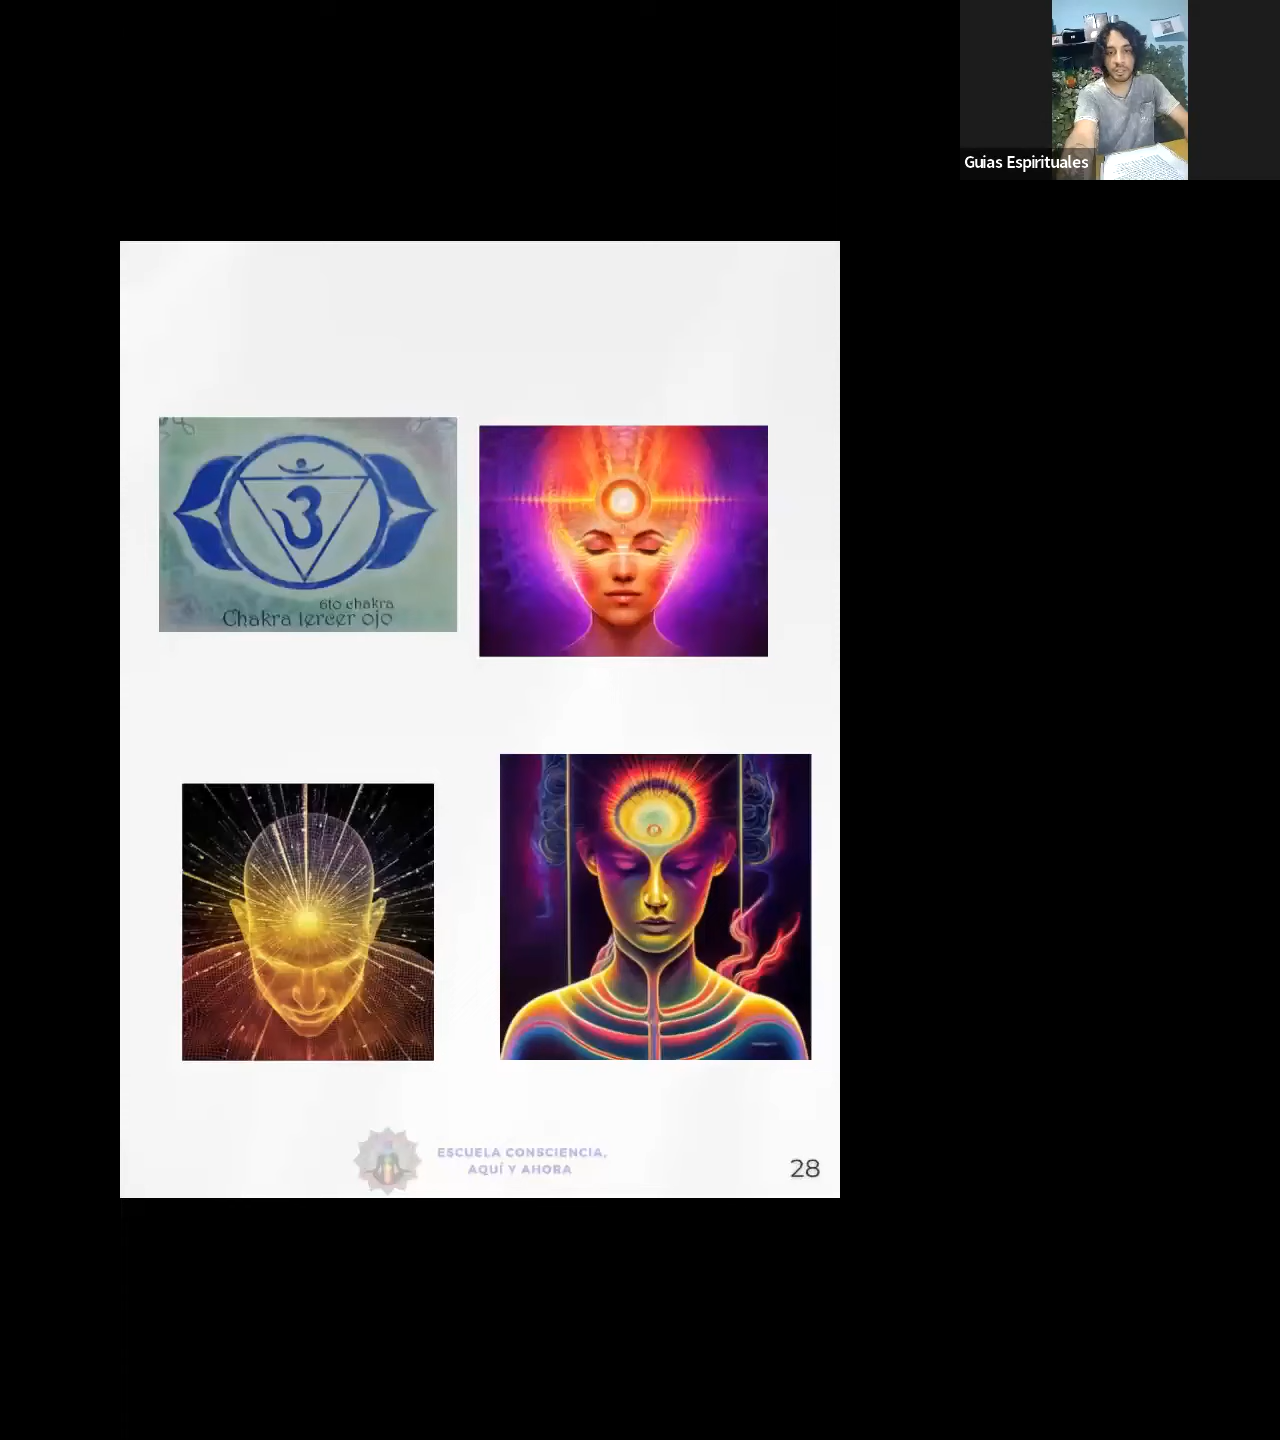 Guias Espirituales
6to chakra
Chakra tercer ojo
ESCUELA CONSCIENCIA,
AQUÍ Y AHORA
28